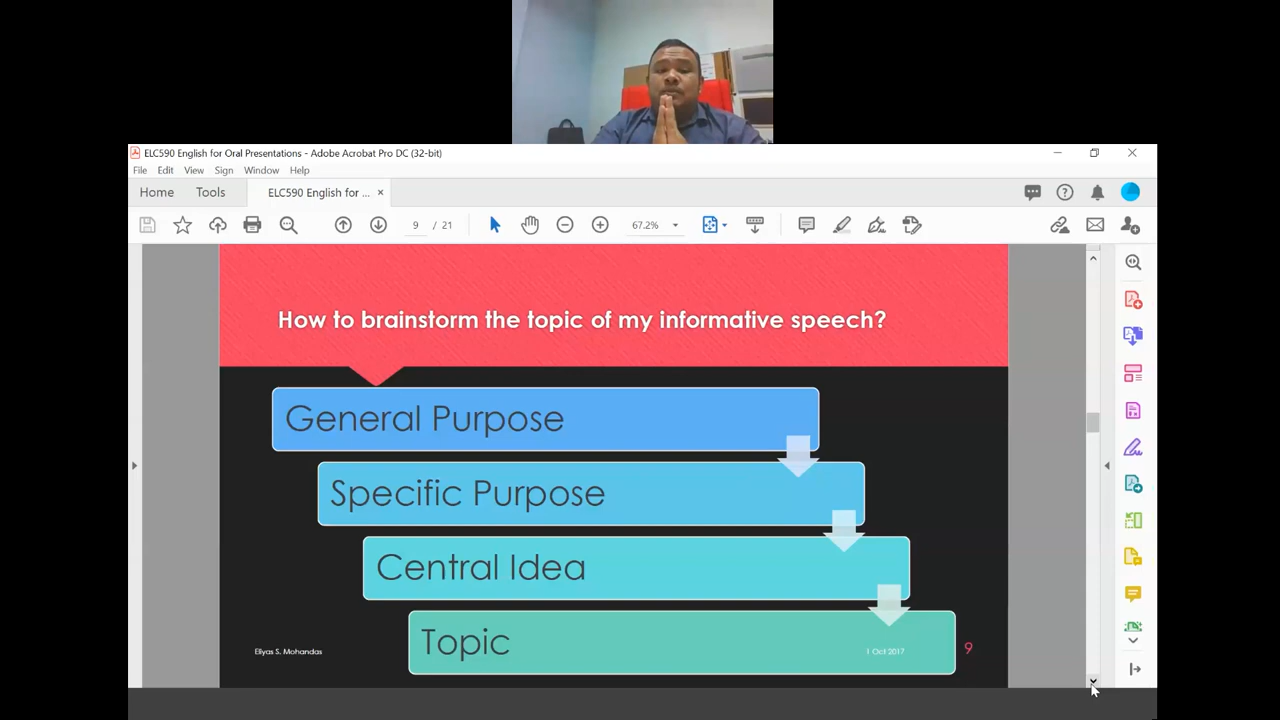 ELC590 English for Oral Presentations - Adobe Acrobat Pro DC (32-bit)
File Edit View Sign Window Help
Home Tools ELC590 English for ... ×
9 / 21 67.2%
How to brainstorm the topic of my informative speech?
General Purpose
Specific Purpose
Central Idea
Topic
Eliyas S. Mohandas 1 Oct 2017 9